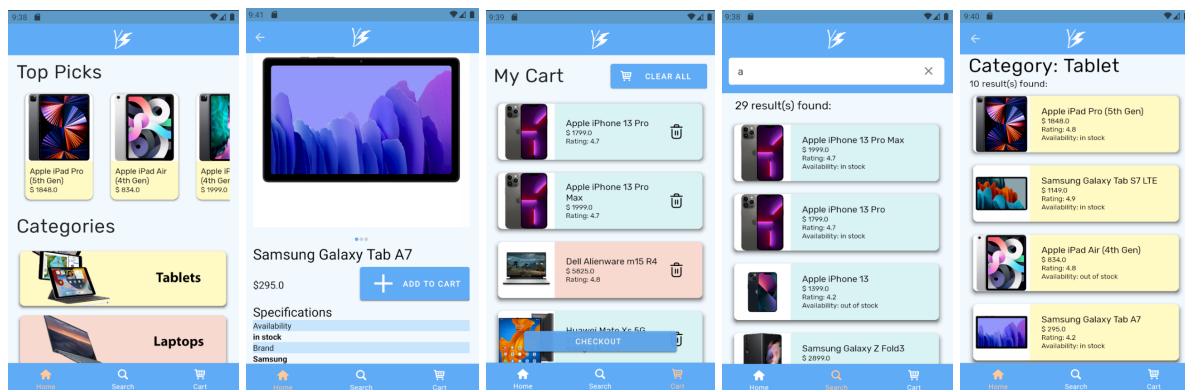 9:38
Top Picks
Apple iPad Pro
(5th Gen)
$ 1848.0
Apple iPad Air
(4th Gen)
$ 834.0
Apple iP
(4th Ger
$ 1999.0
Categories
Tablets
Laptops
Home
Search
Cart
9:41
Samsung Galaxy Tab A7
$295.0
ADD TO CART
Specifications
Availability
in stock
Brand
Samsung
Home
Search
Cart
9:39
My Cart
CLEAR ALL
Apple iPhone 13 Pro
$ 1799.0
Rating: 4.7
Apple iPhone 13 Pro
Max
$ 1999.0
Rating: 4.7
Dell Alienware m15 R4
$ 5825.0
Rating: 4.8
Huawei Mate Xs 5G
CHECKOUT
Home
Search
Cart
9:38
a
29 result(s) found:
Apple iPhone 13 Pro Max
$ 1999.0
Rating: 4.7
Availability: in stock
Apple iPhone 13 Pro
$ 1799.0
Rating: 4.7
Availability: in stock
Apple iPhone 13
$ 1399.0
Rating: 4.2
Availability: out of stock
Samsung Galaxy Z Fold3
$ 2899.0
Home
Search
Cart
9:40
Category: Tablet
10 result(s) found:
Apple iPad Pro (5th Gen)
$ 1848.0
Rating: 4.8
Availability: in stock
Samsung Galaxy Tab S7 LTE
$ 1149.0
Rating: 4.9
Availability: in stock
Apple iPad Air (4th Gen)
$ 834.0
Rating: 4.8
Availability: out of stock
Samsung Galaxy Tab A7
$ 295.0
Rating: 4.2
Availability: in stock
Home
Search
Cart